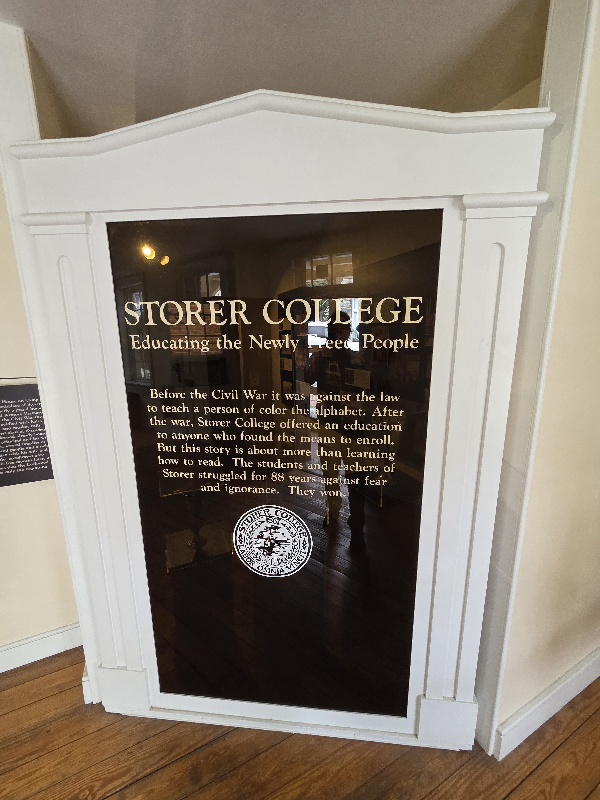 STORER COLLEGE
Educating the Newly Freed People
Before the Civil War it was against the law
to teach a person of color the alphabet. After
the war, Storer College offered an education
to anyone who found the means to enroll.
But this story is about more than learning
how to read. The students and teachers of
Storer struggled for 88 years against fear
and ignorance. They won.
STORER COLLEGE